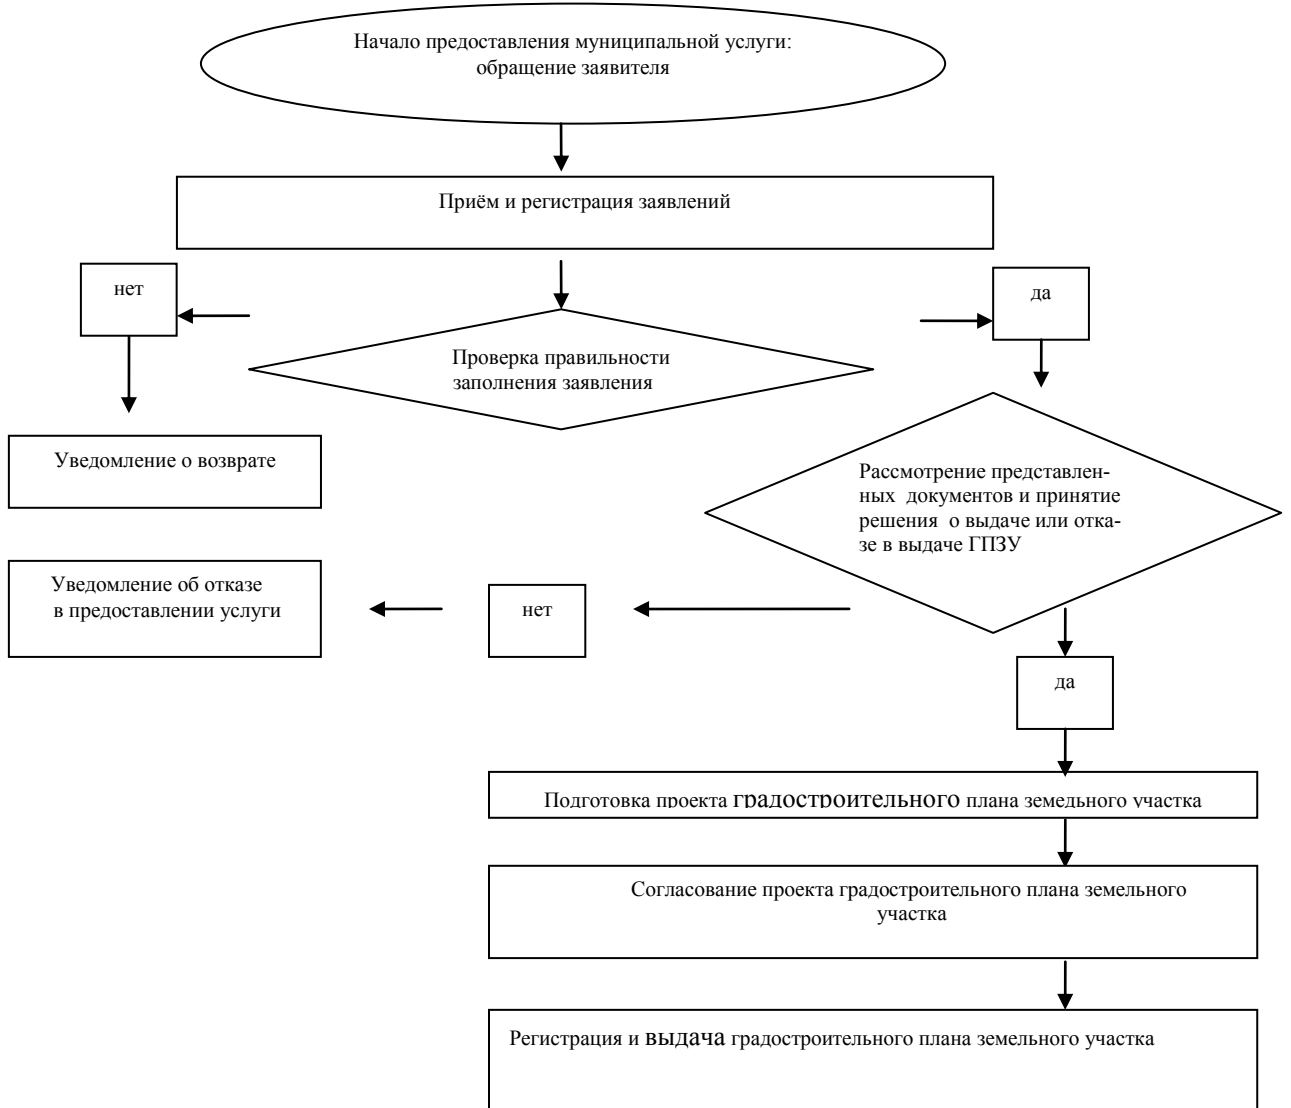 Начало предоставления муниципальной услуги:
обращение заявителя
Приём и регистрация заявлений
нет
да
Проверка правильности
заполнения заявления
Уведомление о возврате
Рассмотрение представлен-
ных документов и принятие
решения о выдаче или отка-
зе в выдаче ГПЗУ
Уведомление об отказе
в предоставлении услуги
нет
да
Подготовка проекта градостроительного плана земельного участка
Согласование проекта градостроительного плана земельного
участка
Регистрация и выдача градостроительного плана земельного участка